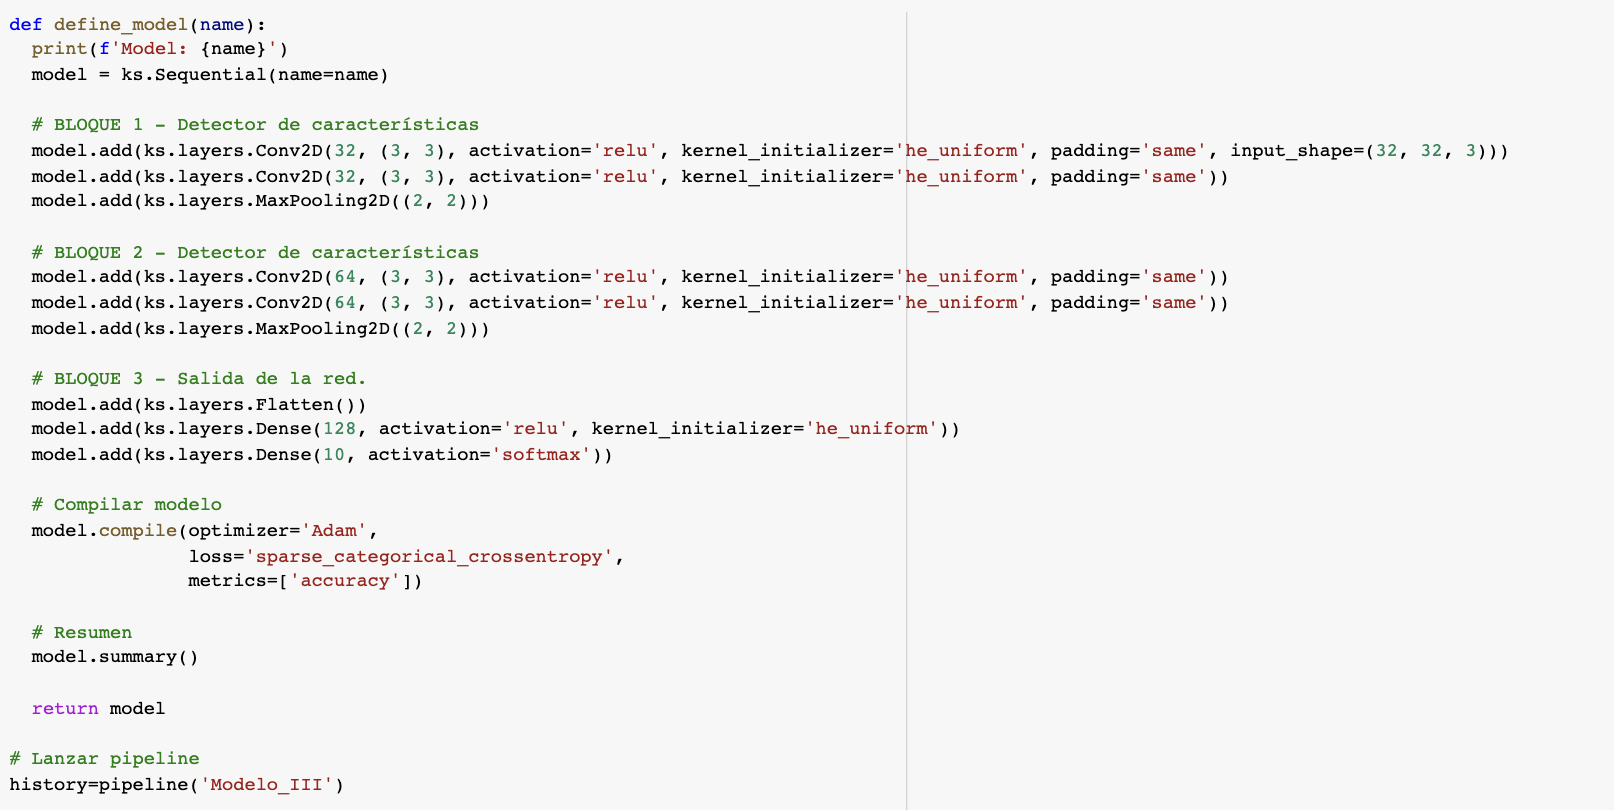 def define_model(name):
  print(f'Model: {name}')
  model = ks.Sequential(name=name)

  # BLOQUE 1 - Detector de características
  model.add(ks.layers.Conv2D(32, (3, 3), activation='relu', kernel_initializer='he_uniform', padding='same', input_shape=(32, 32, 3)))
  model.add(ks.layers.Conv2D(32, (3, 3), activation='relu', kernel_initializer='he_uniform', padding='same'))
  model.add(ks.layers.MaxPooling2D((2, 2)))

  # BLOQUE 2 - Detector de características
  model.add(ks.layers.Conv2D(64, (3, 3), activation='relu', kernel_initializer='he_uniform', padding='same'))
  model.add(ks.layers.Conv2D(64, (3, 3), activation='relu', kernel_initializer='he_uniform', padding='same'))
  model.add(ks.layers.MaxPooling2D((2, 2)))

  # BLOQUE 3 - Salida de la red.
  model.add(ks.layers.Flatten())
  model.add(ks.layers.Dense(128, activation='relu', kernel_initializer='he_uniform'))
  model.add(ks.layers.Dense(10, activation='softmax'))

  # Compilar modelo
  model.compile(optimizer='Adam',
                loss='sparse_categorical_crossentropy',
                metrics=['accuracy'])

  # Resumen
  model.summary()

  return model

# Lanzar pipeline
history=pipeline('Modelo_III')